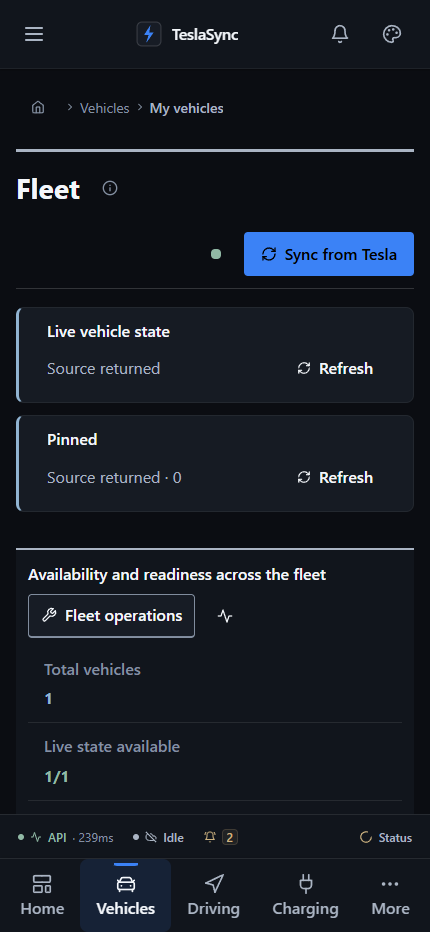 TeslaSync
Vehicles My vehicles
Fleet
Sync from Tesla
Live vehicle state
Source returned Refresh
Pinned
Source returned · 0 Refresh
Availability and readiness across the fleet
Fleet operations
Total vehicles
1
Live state available
1/1
API · 239ms Idle 2 Status
Home Vehicles Driving Charging More